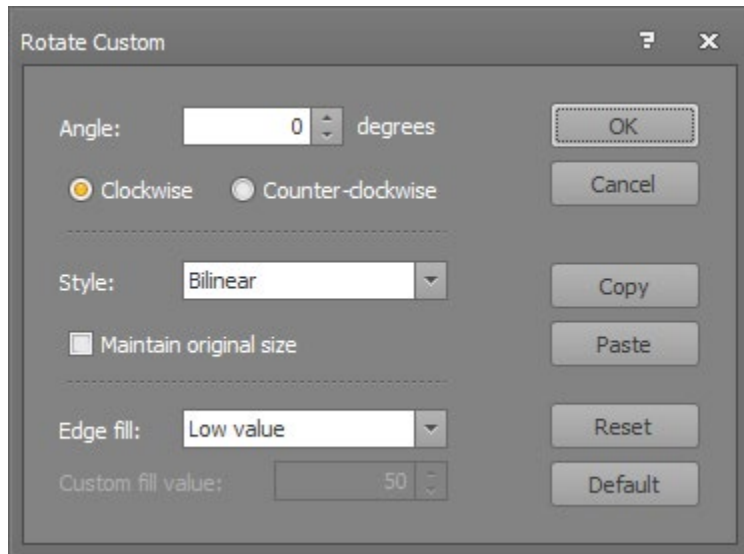 Rotate Custom
Angle: 0 degrees
OK
Clockwise Counter-clockwise
Cancel
Style: Bilinear
Copy
Maintain original size
Paste
Edge fill: Low value
Reset
Custom fill value: 50
Default